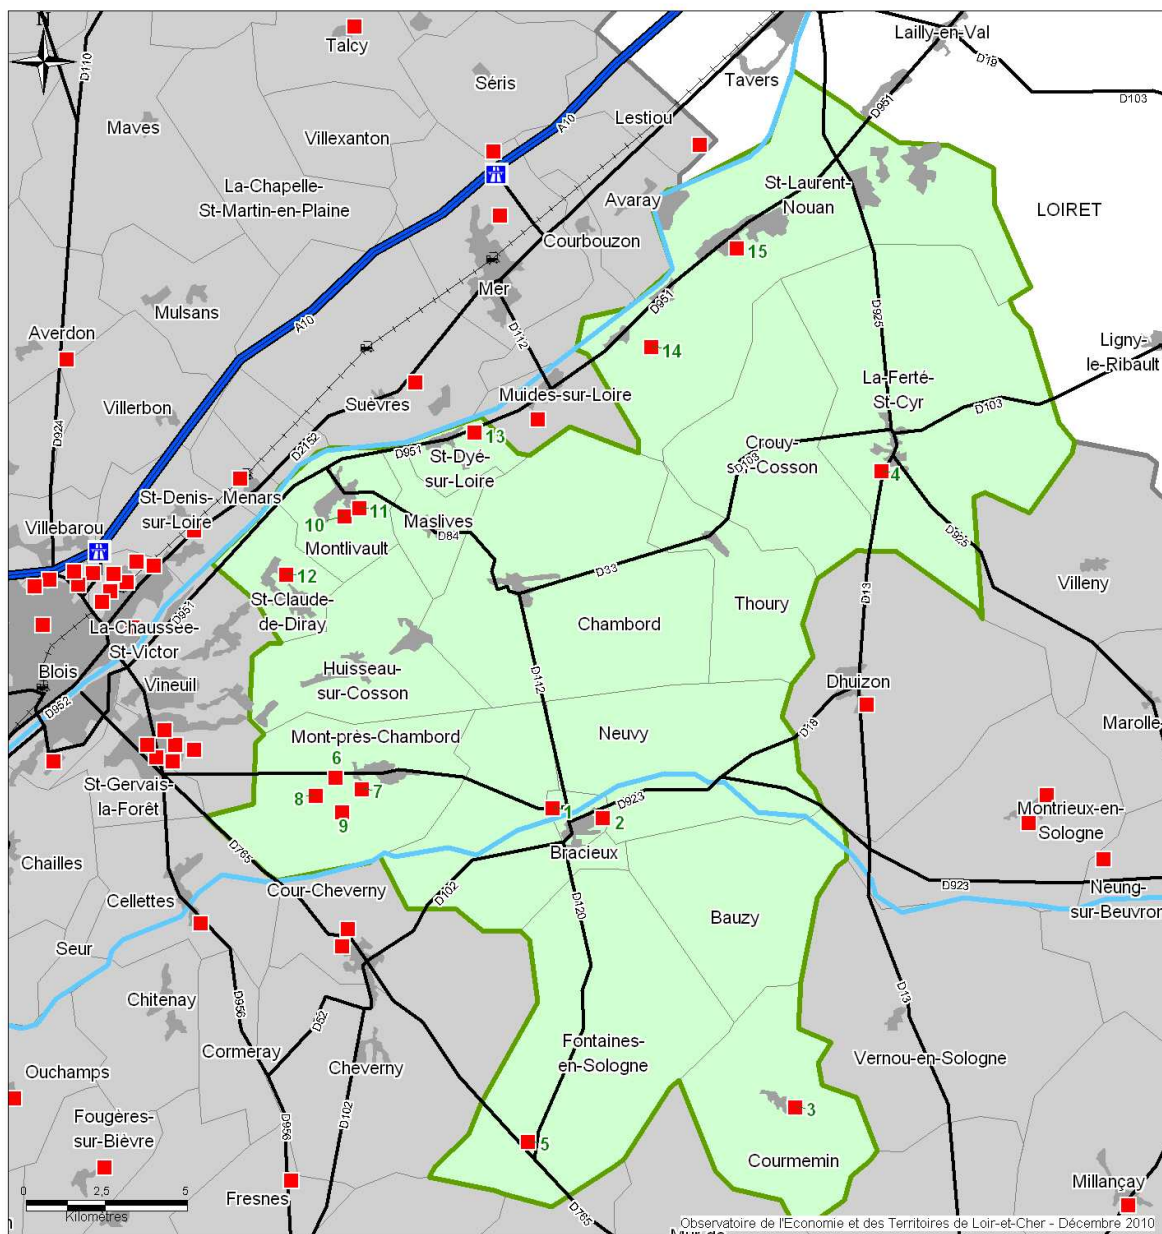 N
Talcy
Lailly-en-Val
D19
D110
Séris
Tavers
D103
D951
Maves
Villexanton
A10
Lestiou
La-Chapelle-
St-Martin-en-Plaine
Avaray
St-Laurent-
Nouan
LOIRET
Courbouzon
15
Mer
Mulsans
D951
A10
D112
D925
Averdon
14
Ligny-
le-Ribault
La-Ferté-
St-Cyr
Suèvres
Muides-sur-Loire
Villerbon
D103
D924
D2152
13
D951
St-Dyé-
sur-Loire
Crouy-
sur-Cosson
D103
4
St-Denis-
sur-Loire
Menars
Villebarou
10
11
Maslives
D84
Montlivault
D925
D33
12
D13
Villeny
St-Claude-
de-Diray
D951
Thoury
Chambord
La-Chaussée-
St-Victor
Blois
Vineuil
Huisseau-
sur-Cosson
D112
Dhuizon
D952
Marolle
D18
Mont-près-Chambord
Neuvy
6
St-Gervais-
la-Forêt
8
7
9
1
D923
2
Montrieux-en-
Sologne
D765
Bracieux
Chailles
Cour-Cheverny
D102
D923
Cellettes
Neung-
sur-Beuvron
D120
Bauzy
Seur
Chitenay
D956
D52
D13
Cormeray
Fontaines-
en-Sologne
Vernou-en-Sologne
Cheverny
Ouchamps
D102
3
Fougères-
sur-Bièvre
D956
5
Courmemin
Millançay
0 2,5 5
Kilomètres
Fresnes
D765
Observatoire de l'Economie et des Territoires de Loir-et-Cher - Décembre 2010